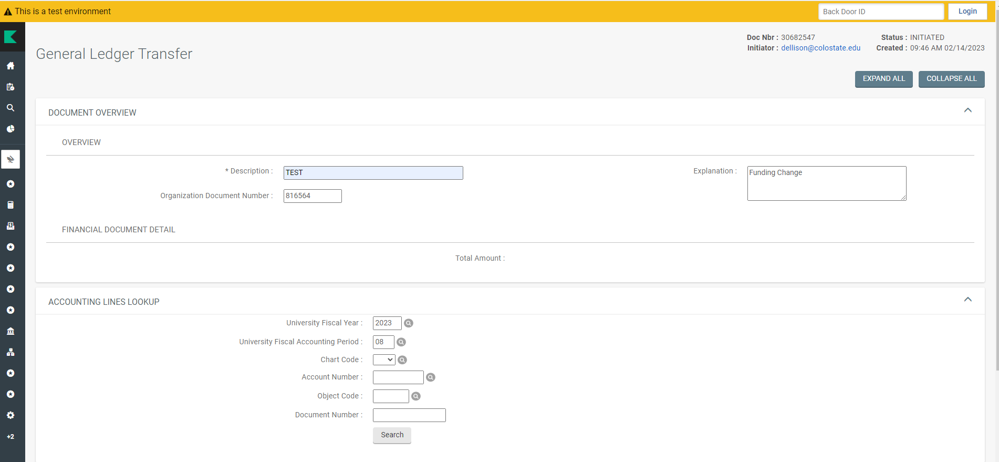 This is a test environment
Back Door ID
Login
General Ledger Transfer
Doc Nbr : 30682547
Status : INITIATED
Initiator : dellison@colostate.edu
Created : 09:46 AM 02/14/2023
EXPAND ALL
COLLAPSE ALL
DOCUMENT OVERVIEW
OVERVIEW
* Description : TEST
Explanation : Funding Change
Organization Document Number : 816564
FINANCIAL DOCUMENT DETAIL
Total Amount :
ACCOUNTING LINES LOOKUP
University Fiscal Year : 2023
University Fiscal Accounting Period : 08
Chart Code :
Account Number :
Object Code :
Document Number :
Search
+2